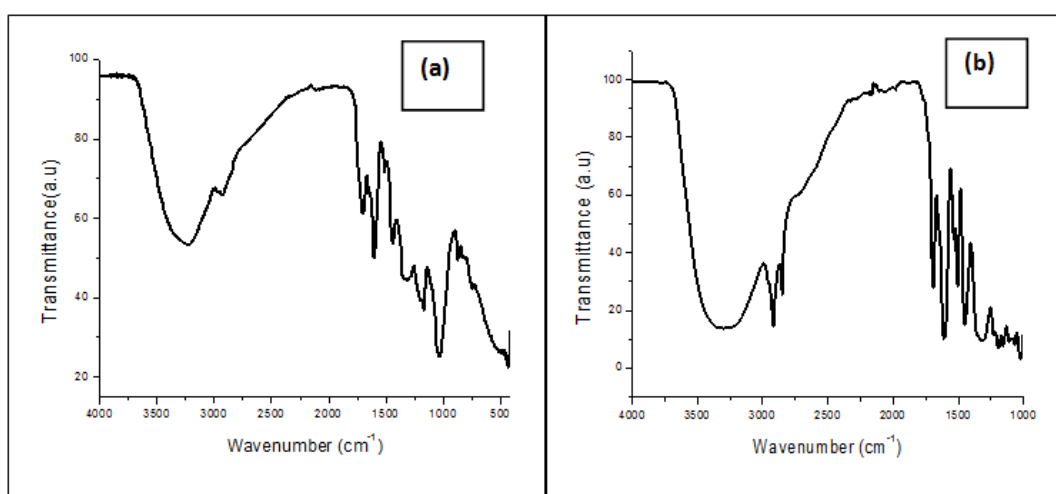 (a)
100
80
60
40
20
Transmittance(a.u)
4000 3500 3000 2500 2000 1500 1000 500
Wavenumber (cm⁻¹)
(b)
100
80
60
40
20
0
Transmittance (a.u)
4000 3500 3000 2500 2000 1500 1000
Wavenumber (cm⁻¹)